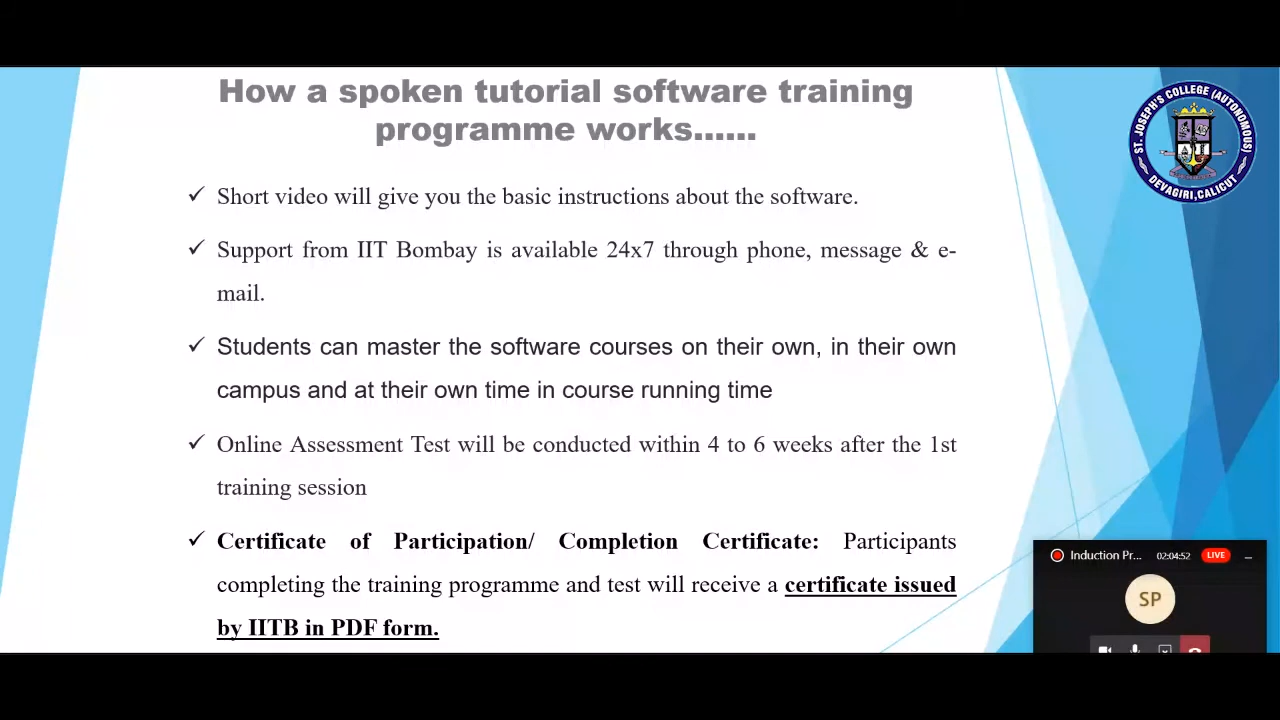 How a spoken tutorial software training
programme works......
✓ Short video will give you the basic instructions about the software.
✓ Support from IIT Bombay is available 24x7 through phone, message & e-
mail.
✓ Students can master the software courses on their own, in their own
campus and at their own time in course running time
✓ Online Assessment Test will be conducted within 4 to 6 weeks after the 1st
training session
✓ Certificate of Participation/ Completion Certificate: Participants
completing the training programme and test will receive a certificate issued
by IITB in PDF form.
ST. JOSEPH'S COLLEGE (AUTONOMOUS)
DEVAGIRI, CALICUT
Induction Pr... 02:04:52 LIVE
SP